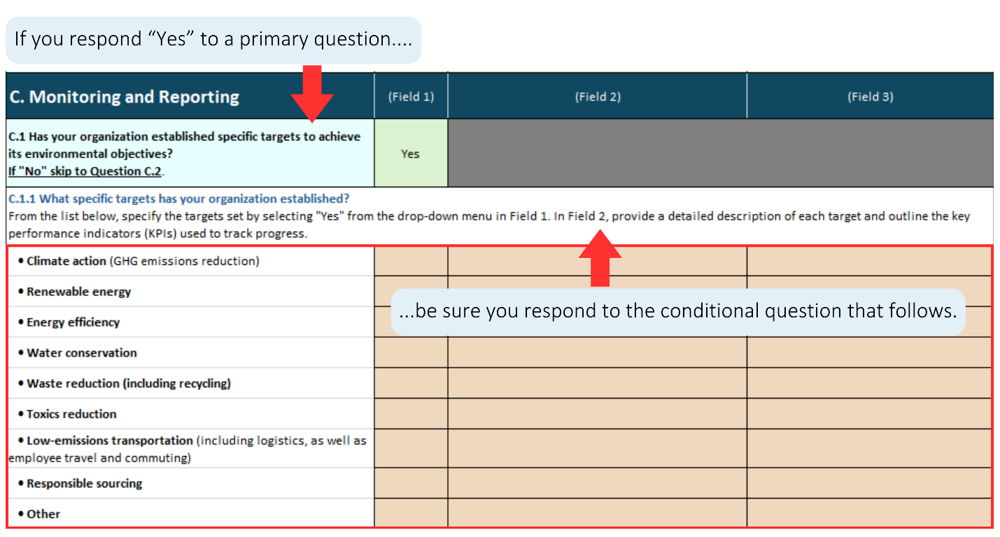 If you respond “Yes” to a primary question....
C. Monitoring and Reporting
(Field 1)
(Field 2)
(Field 3)
C.1 Has your organization established specific targets to achieve
its environmental objectives?
If "No" skip to Question C.2.
Yes
C.1.1 What specific targets has your organization established?
From the list below, specify the targets set by selecting "Yes" from the drop-down menu in Field 1. In Field 2, provide a detailed description of each target and outline the key
performance indicators (KPIs) used to track progress.
• Climate action (GHG emissions reduction)
• Renewable energy
...be sure you respond to the conditional question that follows.
• Energy efficiency
• Water conservation
• Waste reduction (including recycling)
• Toxics reduction
• Low-emissions transportation (including logistics, as well as
employee travel and commuting)
• Responsible sourcing
• Other